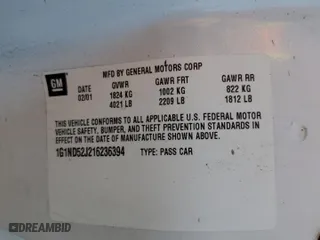 MFD BY GENERAL MOTORS CORP
GM DATE GVWR GAWR FRT GAWR RR
02/01 1824 KG 1002 KG 822 KG
4021 LB 2209 LB 1812 LB
THIS VEHICLE CONFORMS TO ALL APPLICABLE U.S. FEDERAL MOTOR
VEHICLE SAFETY, BUMPER, AND THEFT PREVENTION STANDARDS IN
EFFECT ON THE DATE OF MANUFACTURE SHOWN ABOVE.
1G1ND52J216236394 TYPE: PASS CAR
DREAMBID